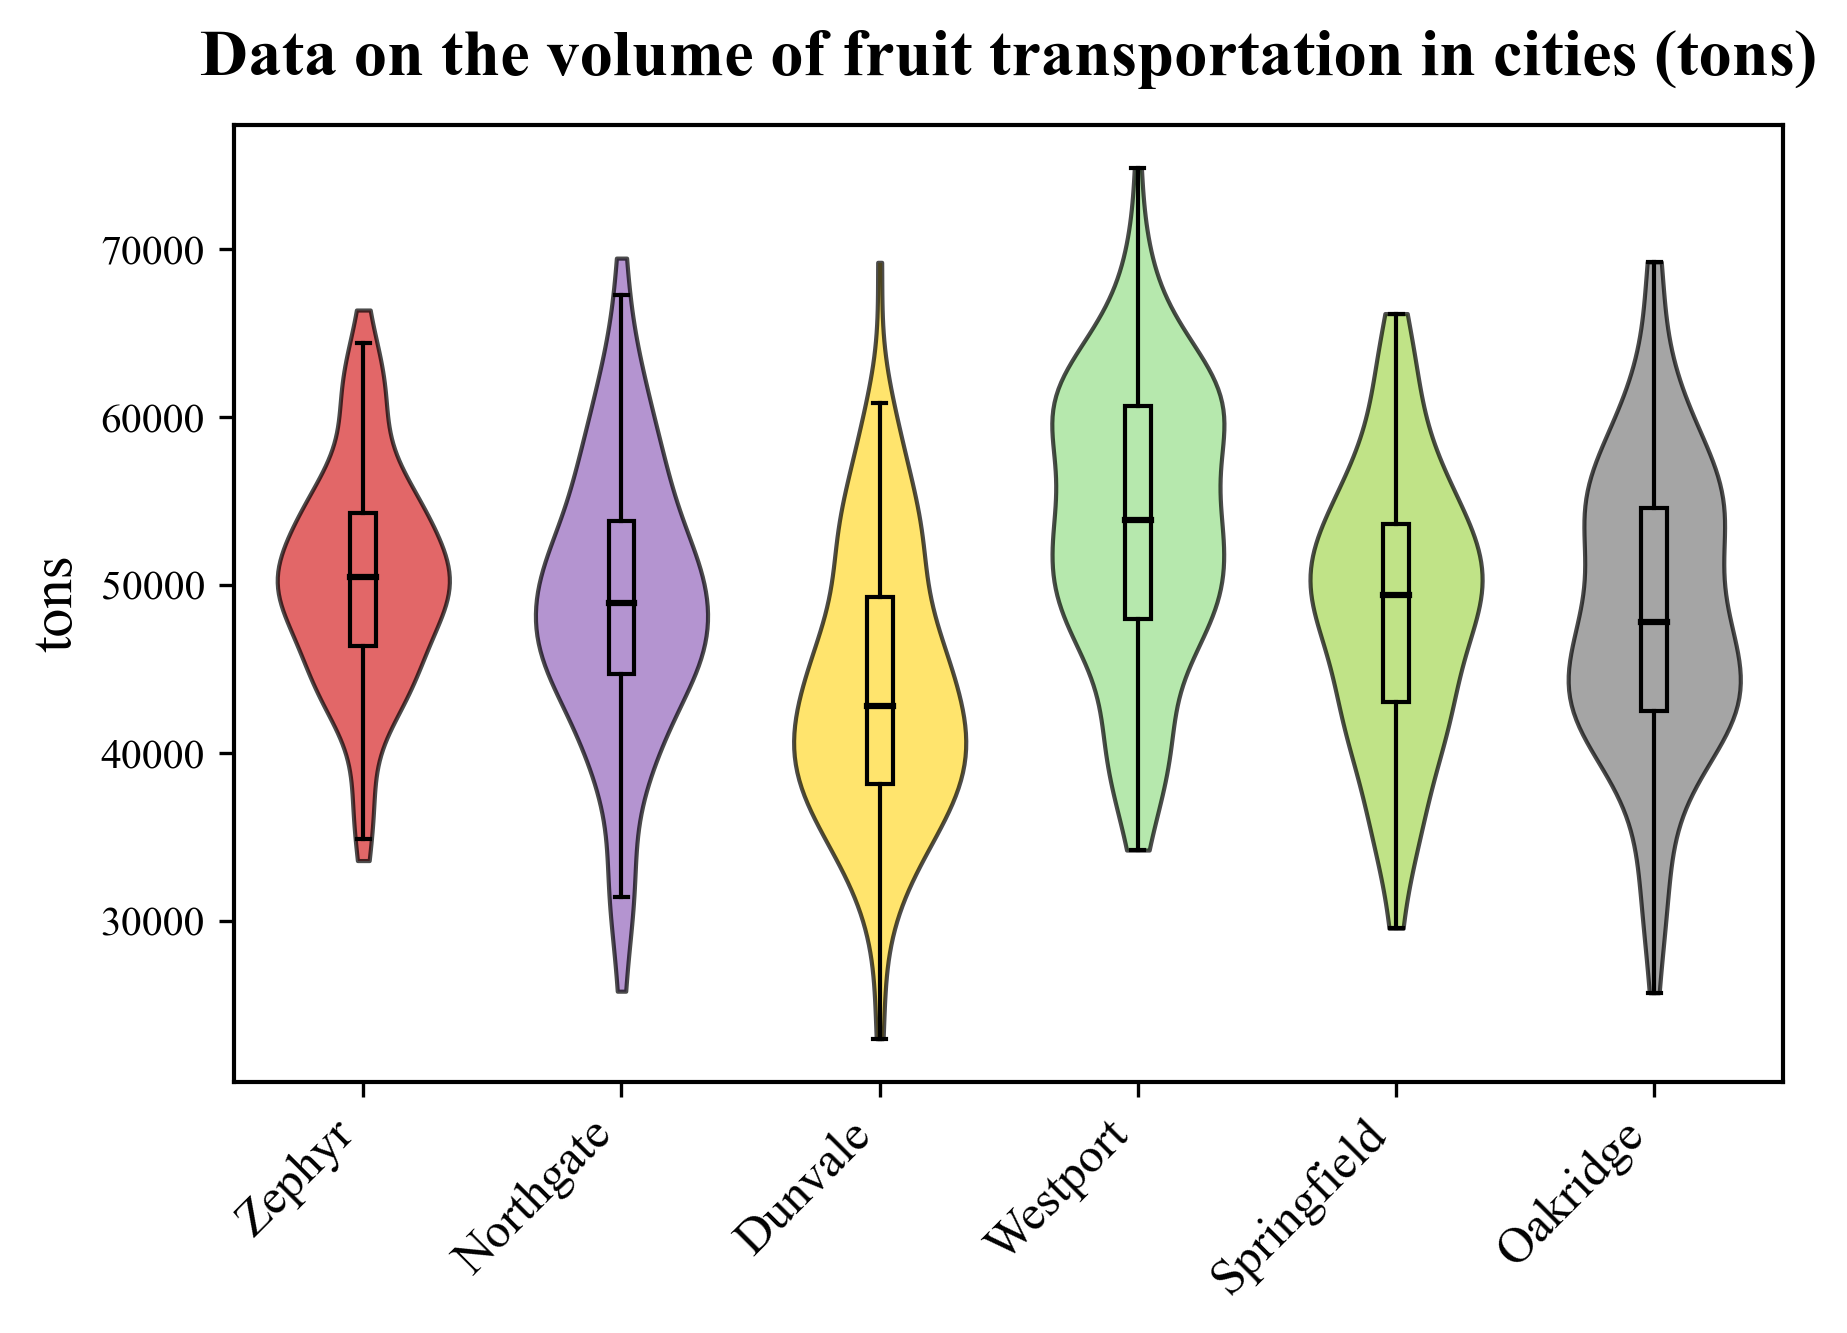 Data on the volume of fruit transportation in cities (tons)
70000
60000
50000
40000
30000
tons
Zephyr
Northgate
Dunvale
Westport
Springfield
Oakridge